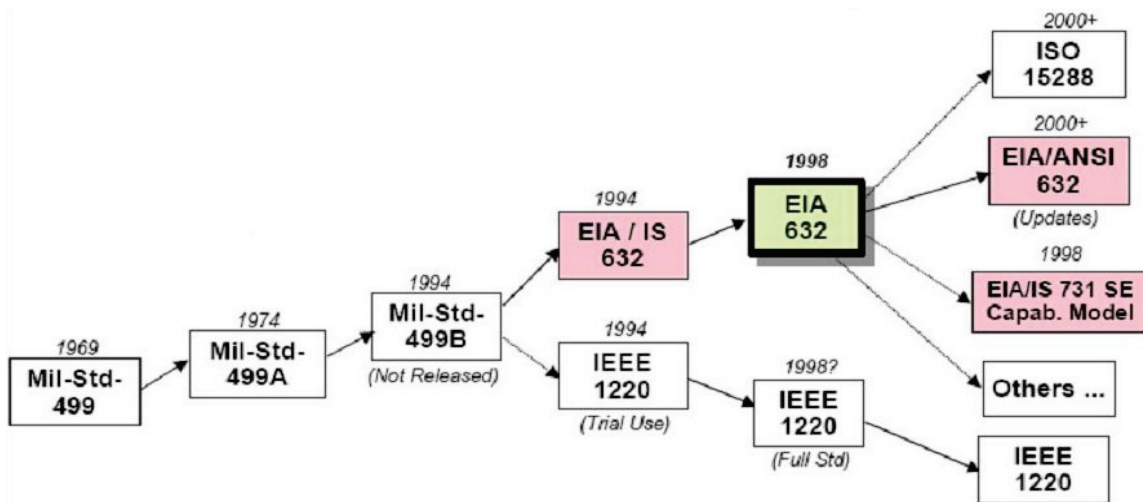 1969
Mil-Std-
499
1974
Mil-Std-
499A
1994
Mil-Std-
499B
(Not Released)
1994
EIA / IS
632
1994
IEEE
1220
(Trial Use)
1998
EIA
632
1998?
IEEE
1220
(Full Std)
2000+
ISO
15288
2000+
EIA/ANSI
632
(Updates)
1998
EIA/IS 731 SE
Capab. Model
Others ...
IEEE
1220